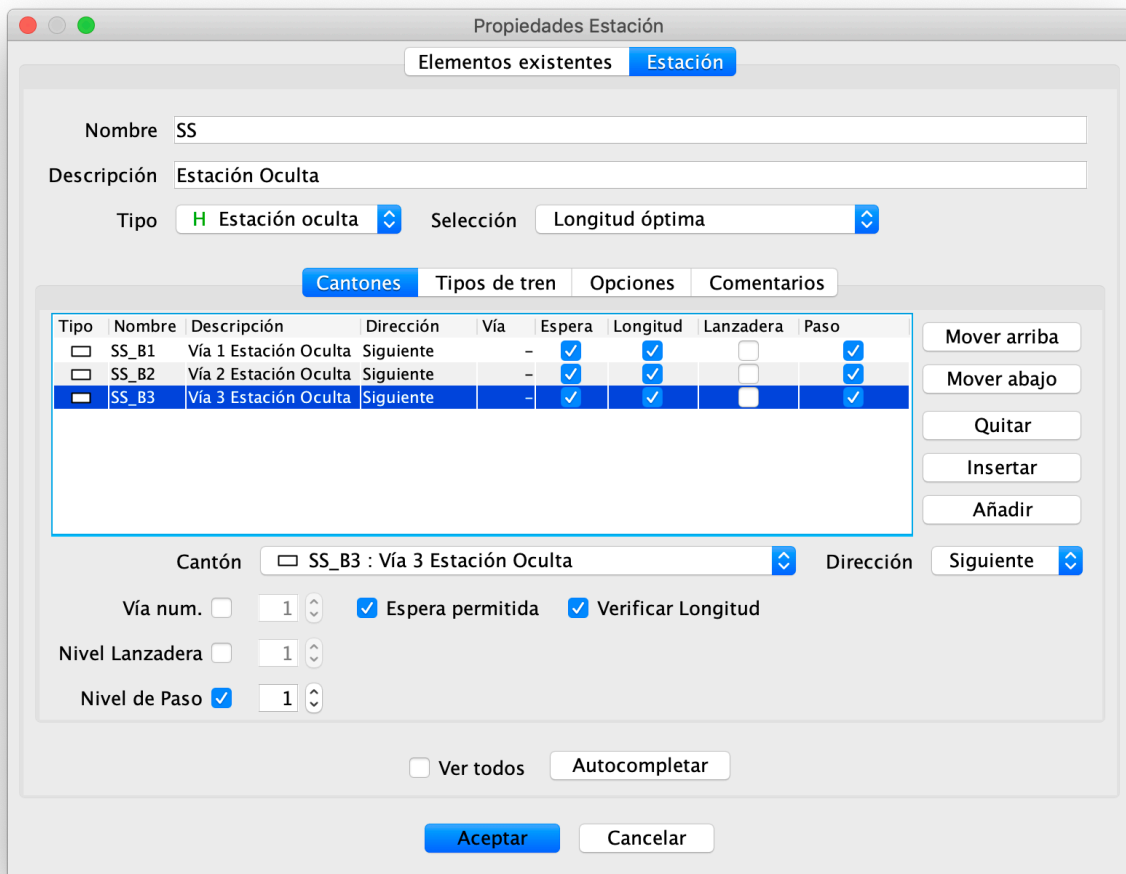 Propiedades Estación
Elementos existentes Estación
Nombre SS
Descripción Estación Oculta
Tipo H Estación oculta Selección Longitud óptima
Cantones Tipos de tren Opciones Comentarios
Tipo Nombre Descripción Dirección Vía Espera Longitud Lanzadera Paso
SS_B1 Vía 1 Estación Oculta Siguiente –
SS_B2 Vía 2 Estación Oculta Siguiente –
SS_B3 Vía 3 Estación Oculta Siguiente –
Mover arriba
Mover abajo
Quitar
Insertar
Añadir
Cantón SS_B3 : Vía 3 Estación Oculta Dirección Siguiente
Vía num. 1 Espera permitida Verificar Longitud
Nivel Lanzadera 1
Nivel de Paso 1
Ver todos Autocompletar
Aceptar Cancelar